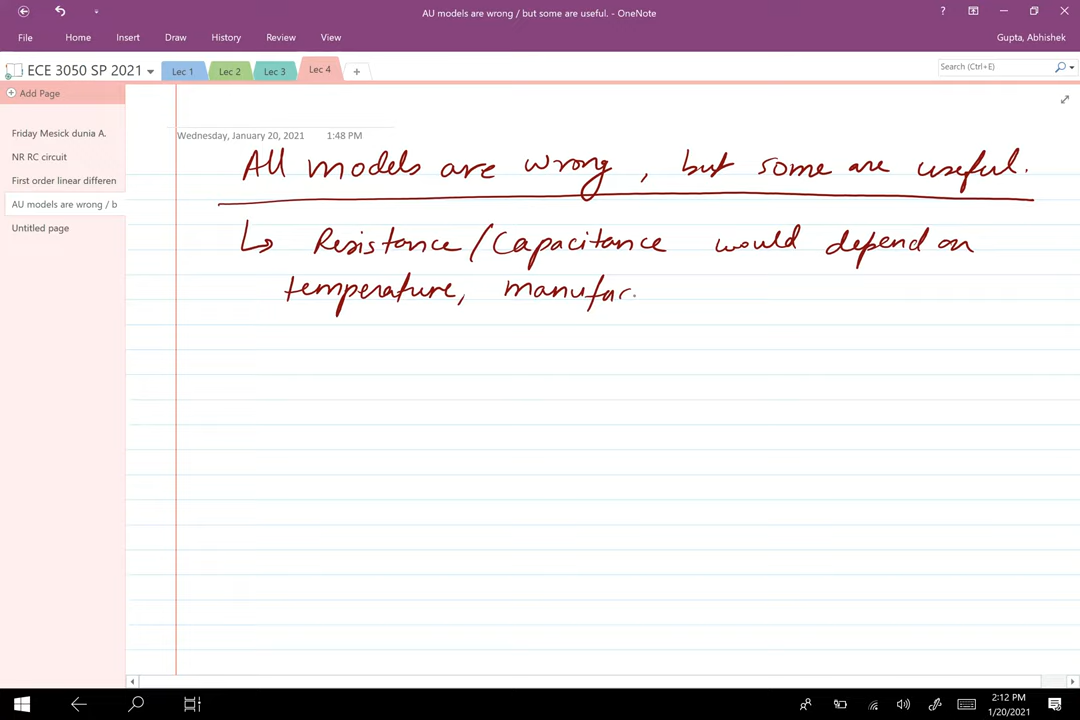 AU models are wrong / but some are useful. - OneNote
?
File Home Insert Draw History Review View
Gupta, Abhishek
ECE 3050 SP 2021
Lec 1 Lec 2 Lec 3 Lec 4 +
Search (Ctrl+E)
Add Page
Wednesday, January 20, 2021 1:48 PM
Friday Mesick dunia A.
NR RC circuit
First order linear differen
AU models are wrong / b
Untitled page
All models are wrong, but some are useful.
↳ Resistance/Capacitance would depend on
temperature, manufac
2:12 PM
1/20/2021